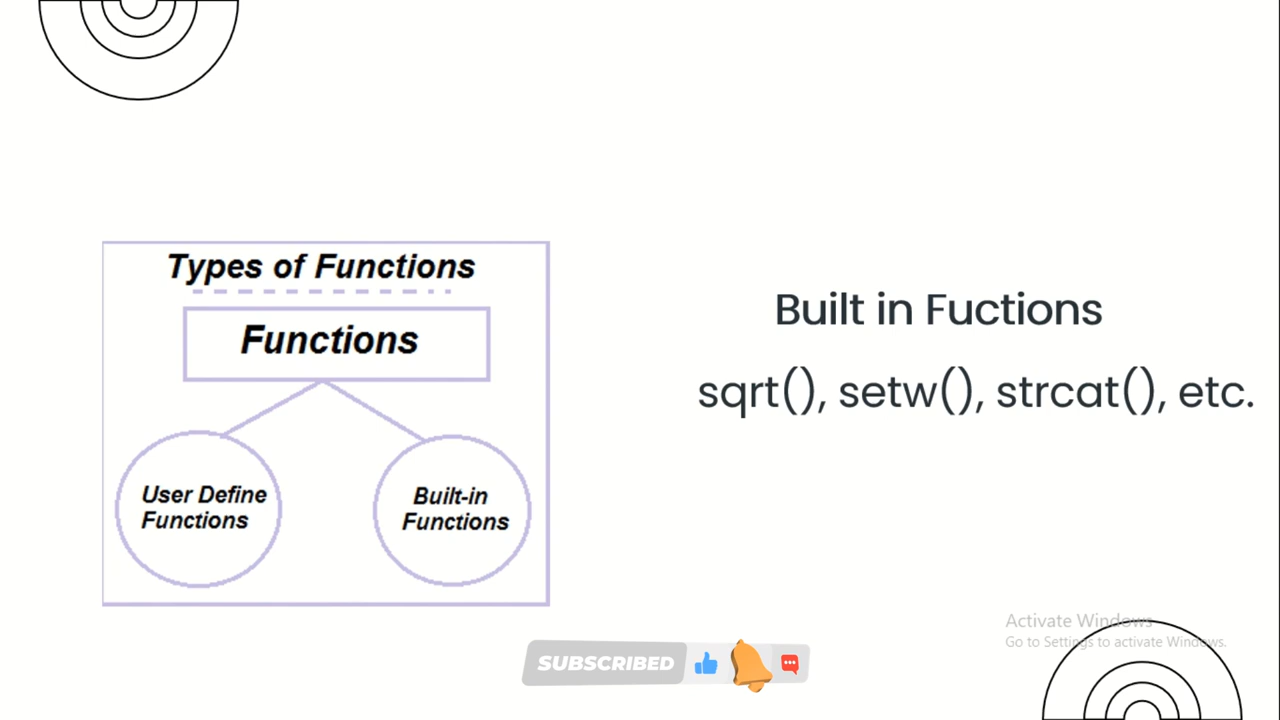 Types of Functions
Functions
User Define
Functions
Built-in
Functions
Built in Fuctions
sqrt(), setw(), strcat(), etc.
Activate Windows
Go to Settings to activate Windows.
SUBSCRIBED